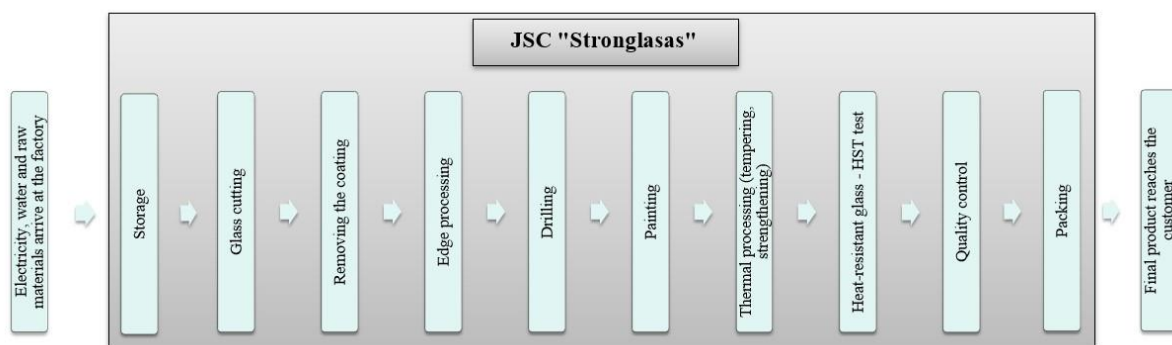 JSC "Stronglasas"
Electricity, water and raw
materials arrive at the factory
Storage
Glass cutting
Removing the coating
Edge processing
Drilling
Painting
Thermal processing (tempering,
strengthening)
Heat-resistant glass - HST test
Quality control
Packing
Final product reaches the
customer